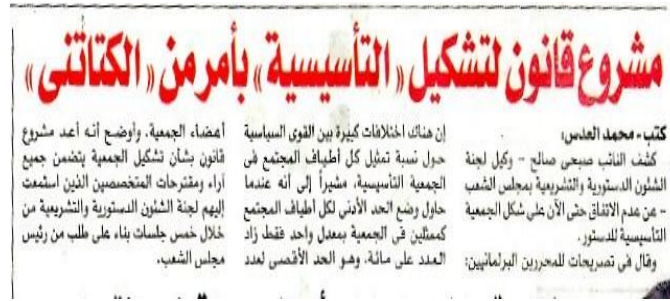 مشروع قانون لتشكيل «التأسيسية» بأمر من «الكتاتنى»
كتب - محمد العدس:
كشف النائب صبحى صالح - وكيل لجنة
الشئون الدستورية والتشريعية بمجلس الشعب
- عن عدم الاتفاق حتى الآن على شكل الجمعية
التأسيسية للدستور.
وقال فى تصريحات للمحررين البرلمانيين:
إن هناك اختلافات كبيرة بين القوى السياسية
حول نسبة تمثيل كل أطياف المجتمع فى
الجمعية التأسيسية، مشيراً إلى أنه عندما
حاول وضع الحد الأدنى لكل أطياف المجتمع
كممثلين فى الجمعية بمعدل واحد فقط زاد
العدد على مائة، وهو الحد الأقصى لعدد
أعضاء الجمعية. وأوضح أنه أعد مشروع
قانون بشأن تشكيل الجمعية يتضمن جميع
آراء ومقترحات المتخصصين الذين استمعت
إليهم لجنة الشئون الدستورية والتشريعية من
خلال خمس جلسات بناء على طلب من رئيس
مجلس الشعب.